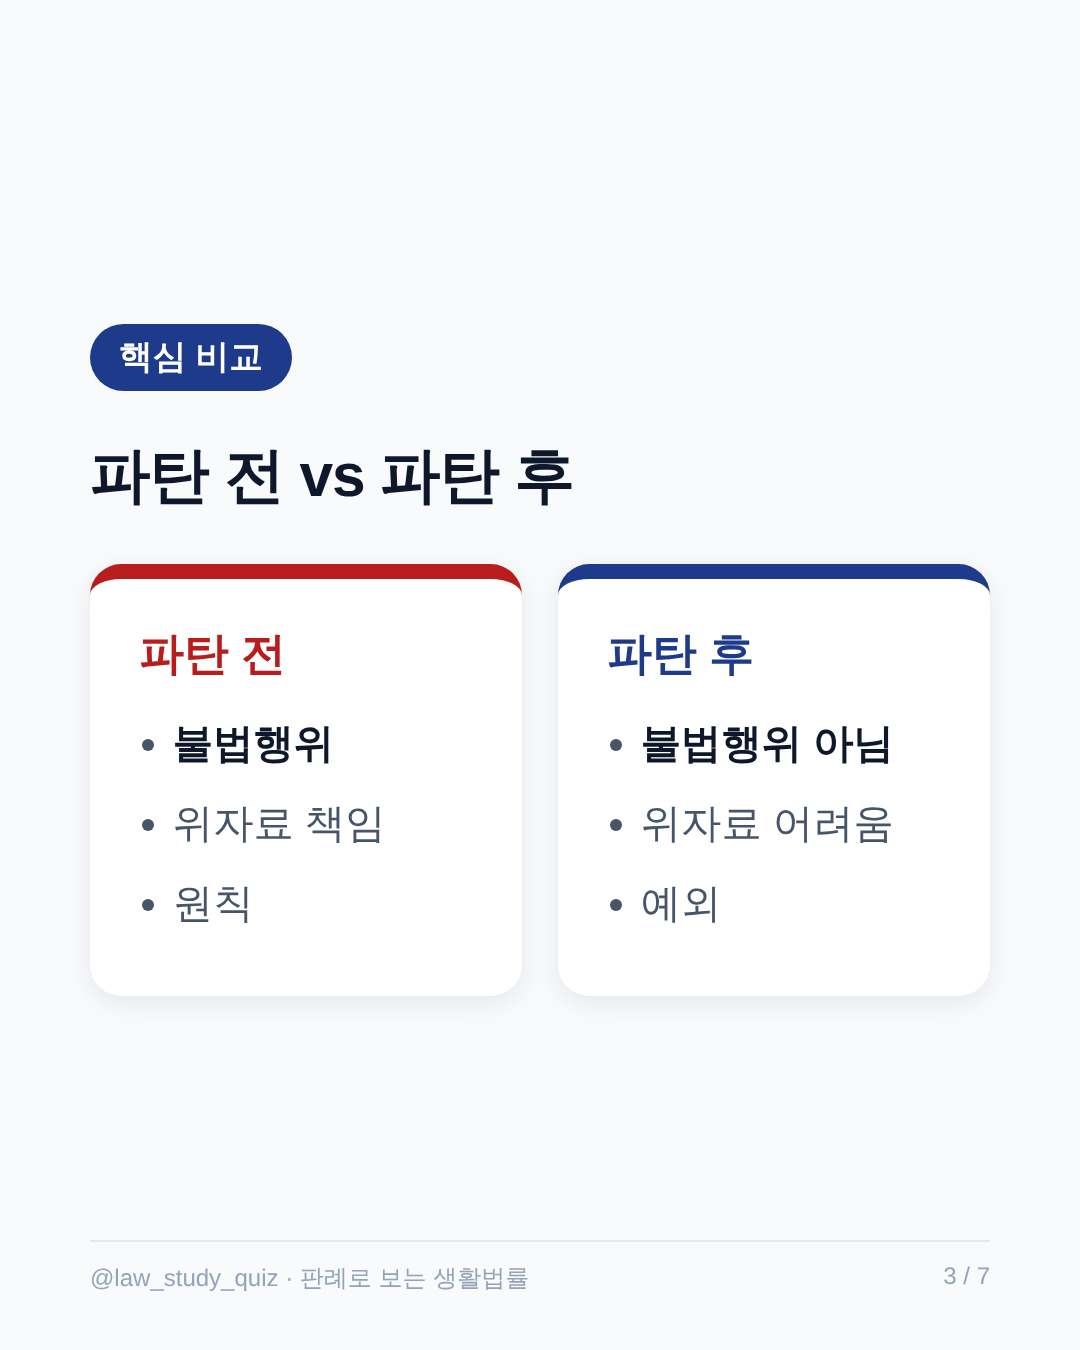 핵심 비교
파탄 전 vs 파탄 후
파탄 전
• 불법행위
• 위자료 책임
• 원칙
파탄 후
• 불법행위 아님
• 위자료 어려움
• 예외
@law_study_quiz · 판례로 보는 생활법률
3 / 7